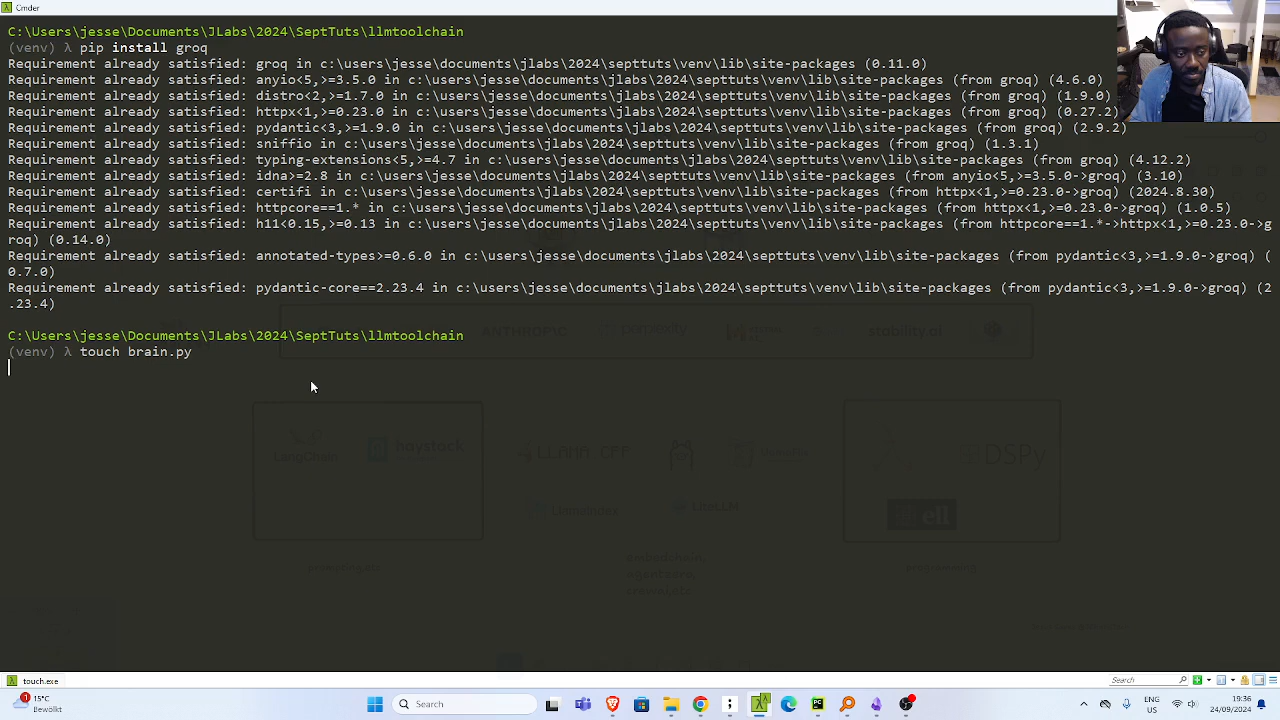 Cmder
C:\Users\jesse\Documents\JLabs\2024\SeptTuts\llmtoolchain
(venv) λ pip install groq
Requirement already satisfied: groq in c:\users\jesse\documents\jlabs\2024\septtuts\venv\lib\site-packages (0.11.0)
Requirement already satisfied: anyio<5,>=3.5.0 in c:\users\jesse\documents\jlabs\2024\septtuts\venv\lib\site-packages (from groq) (4.6.0)
Requirement already satisfied: distro<2,>=1.7.0 in c:\users\jesse\documents\jlabs\2024\septtuts\venv\lib\site-packages (from groq) (1.9.0)
Requirement already satisfied: httpx<1,>=0.23.0 in c:\users\jesse\documents\jlabs\2024\septtuts\venv\lib\site-packages (from groq) (0.27.2)
Requirement already satisfied: pydantic<3,>=1.9.0 in c:\users\jesse\documents\jlabs\2024\septtuts\venv\lib\site-packages (from groq) (2.9.2)
Requirement already satisfied: sniffio in c:\users\jesse\documents\jlabs\2024\septtuts\venv\lib\site-packages (from groq) (1.3.1)
Requirement already satisfied: typing-extensions<5,>=4.7 in c:\users\jesse\documents\jlabs\2024\septtuts\venv\lib\site-packages (from groq) (4.12.2)
Requirement already satisfied: idna>=2.8 in c:\users\jesse\documents\jlabs\2024\septtuts\venv\lib\site-packages (from anyio<5,>=3.5.0->groq) (3.10)
Requirement already satisfied: certifi in c:\users\jesse\documents\jlabs\2024\septtuts\venv\lib\site-packages (from httpx<1,>=0.23.0->groq) (2024.8.30)
Requirement already satisfied: httpcore==1.* in c:\users\jesse\documents\jlabs\2024\septtuts\venv\lib\site-packages (from httpx<1,>=0.23.0->groq) (1.0.5)
Requirement already satisfied: h11<0.15,>=0.13 in c:\users\jesse\documents\jlabs\2024\septtuts\venv\lib\site-packages (from httpcore==1.*->httpx<1,>=0.23.0->g
roq) (0.14.0)
Requirement already satisfied: annotated-types>=0.6.0 in c:\users\jesse\documents\jlabs\2024\septtuts\venv\lib\site-packages (from pydantic<3,>=1.9.0->groq) (
0.7.0)
Requirement already satisfied: pydantic-core==2.23.4 in c:\users\jesse\documents\jlabs\2024\septtuts\venv\lib\site-packages (from pydantic<3,>=1.9.0->groq) (2
.23.4)
C:\Users\jesse\Documents\JLabs\2024\SeptTuts\llmtoolchain
(venv) λ touch brain.py
ANTHROPIC perplexity stability.ai
LangChain haystack LLAMA CPP DSPy
LlamaIndex LiteLLM ell
touch.exe
Search
1
15°C
Bewölkt
Search
ENG
US
19:36
24/09/2024